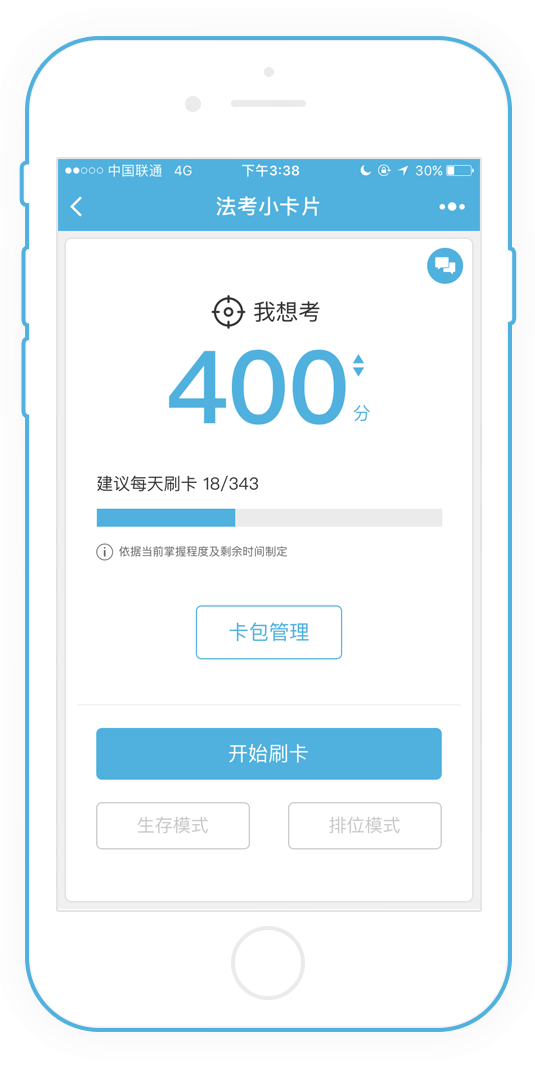 中国联通 4G 下午3:38 30%
法考小卡片
我想考
400
分
建议每天刷卡 18/343
依据当前掌握程度及剩余时间制定
卡包管理
开始刷卡
生存模式 排位模式